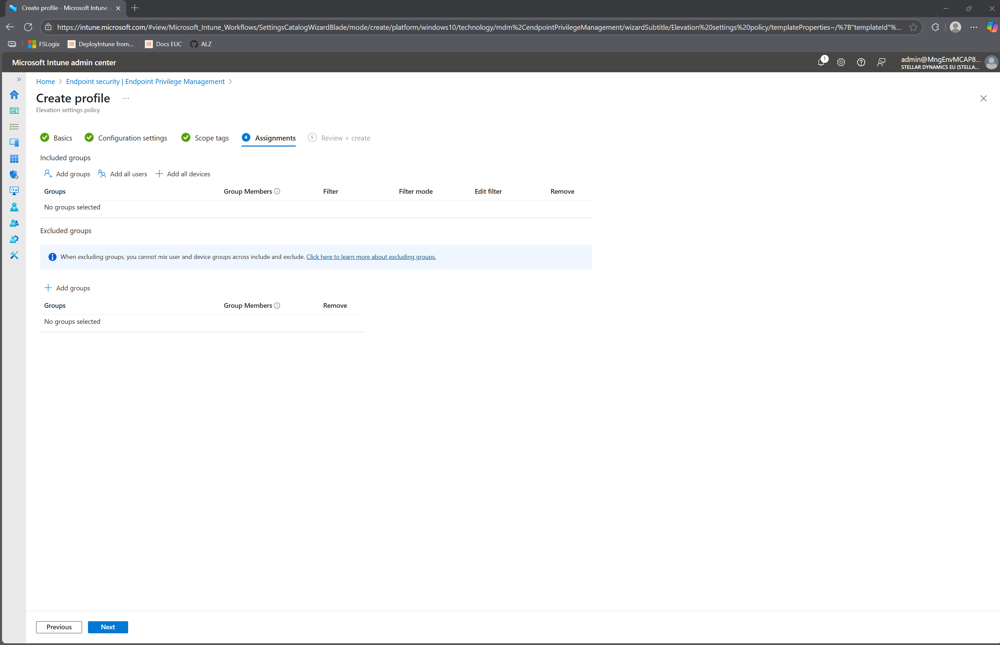 Create profile - Microsoft Intune a
https://intune.microsoft.com/#view/Microsoft_Intune_Workflows/SettingsCatalogWizardBlade/mode/create/platform/windows10/technology/mdm%2CendpointPrivilegeManagement/wizardSubtitle/Elevation%20settings%20policy/templateProperties~/%7B"templateId"%...
FSLogix DeployIntune from... Docs EUC ALZ
Microsoft Intune admin center
1
admin@MngEnvMCAP8...
STELLAR DYNAMICS EU (STELLA...
Home > Endpoint security | Endpoint Privilege Management >
Create profile ...
Elevation settings policy
Basics Configuration settings Scope tags 4 Assignments 5 Review + create
Included groups
Add groups Add all users Add all devices
Groups Group Members Filter Filter mode Edit filter Remove
No groups selected
Excluded groups
When excluding groups, you cannot mix user and device groups across include and exclude. Click here to learn more about excluding groups.
Add groups
Groups Group Members Remove
No groups selected
Previous Next